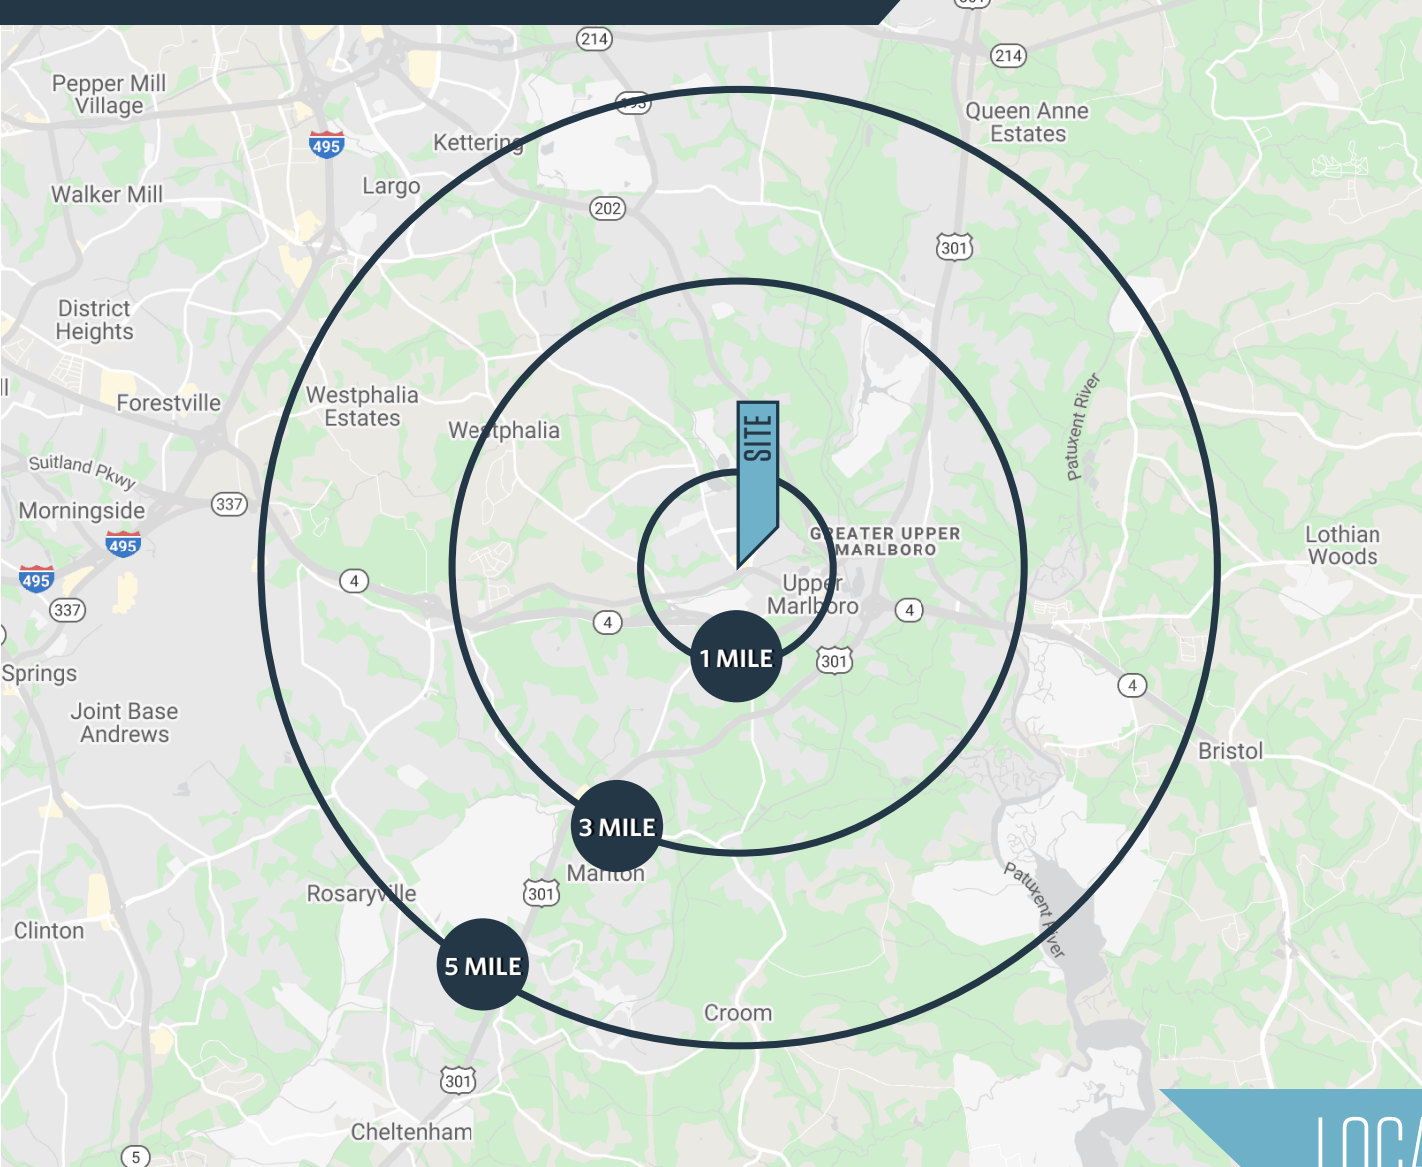 214
214
Pepper Mill
Village
193
Queen Anne
Estates
Kettering
495
Largo
Walker Mill
202
301
District
Heights
Westphalia
Estates
Forestville
Westphalia
SITE
Patuxent River
Suitland Pkwy
337
Morningside
495
GREATER UPPER
MARLBORO
Lothian
Woods
495
4
Upper
Marlboro
337
4
4
1 MILE
301
Springs
4
Joint Base
Andrews
Bristol
3 MILE
Manton
Rosaryville
301
Patuxent River
Clinton
5 MILE
Croom
301
Cheltenham
LOCA
5